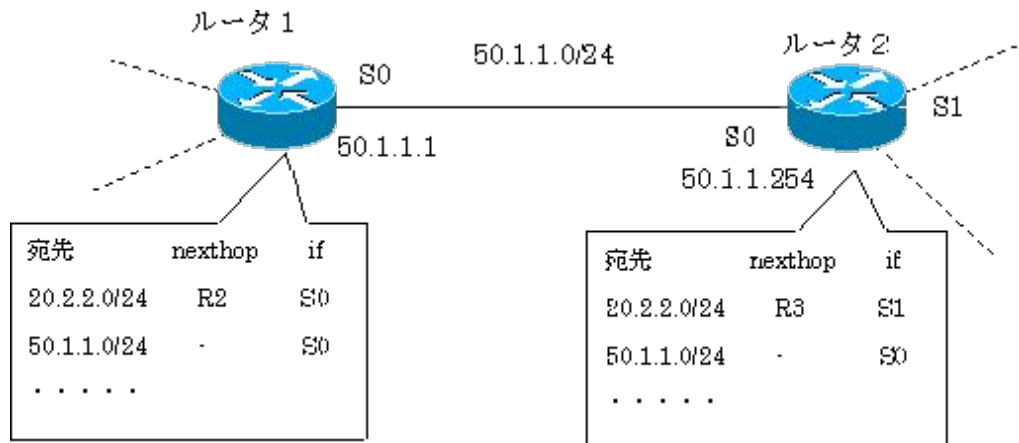 ルータ1
50.1.1.0/24
ルータ2
S0
S1
50.1.1.1
S0
50.1.1.254
宛先 nexthop if
20.2.2.0/24 R2 S0
50.1.1.0/24 - S0
・・・・・
宛先 nexthop if
20.2.2.0/24 R3 S1
50.1.1.0/24 - S0
・・・・・